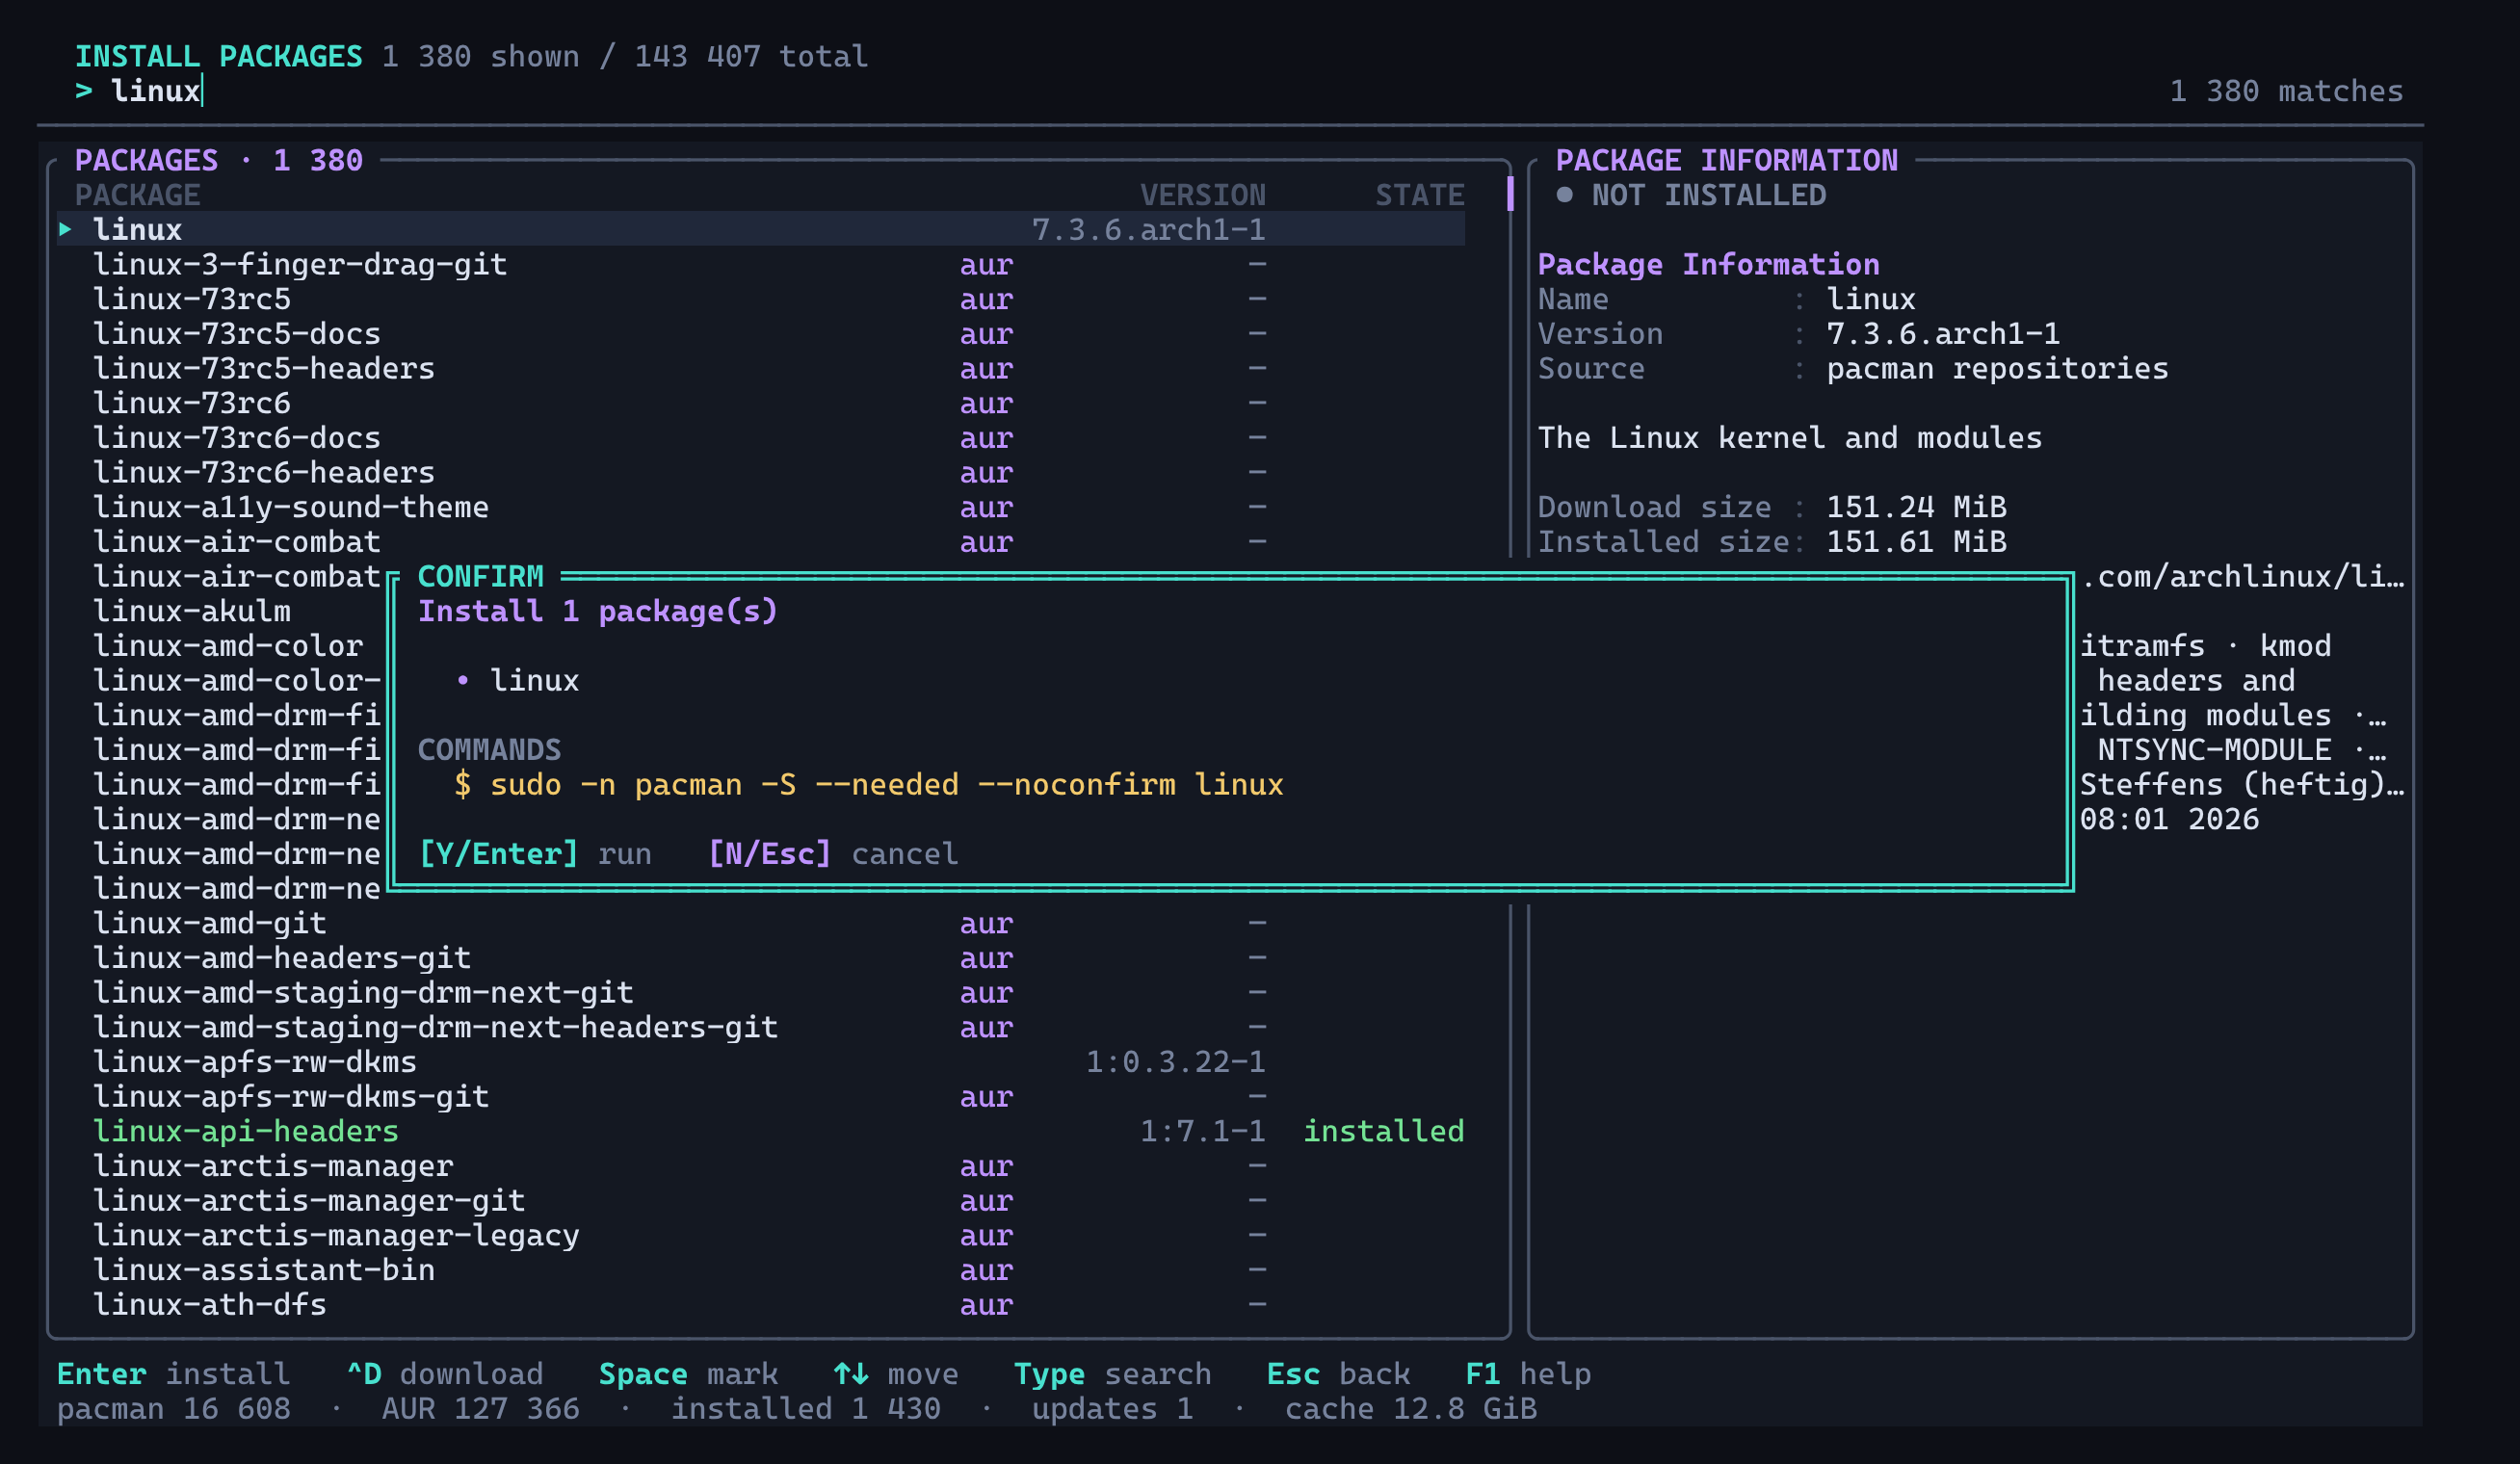 INSTALL PACKAGES 1 380 shown / 143 407 total
> linux 1 380 matches
PACKAGES · 1 380
PACKAGE VERSION STATE
▶ linux 7.3.6.arch1-1
linux-3-finger-drag-git aur −
linux-73rc5 aur −
linux-73rc5-docs aur −
linux-73rc5-headers aur −
linux-73rc6 aur −
linux-73rc6-docs aur −
linux-73rc6-headers aur −
linux-a11y-sound-theme aur −
linux-air-combat aur −
linux-air-combat
linux-akulm
linux-amd-color
linux-amd-color-
linux-amd-drm-fi
linux-amd-drm-fi
linux-amd-drm-fi
linux-amd-drm-ne
linux-amd-drm-ne
linux-amd-drm-ne
linux-amd-git aur −
linux-amd-headers-git aur −
linux-amd-staging-drm-next-git aur −
linux-amd-staging-drm-next-headers-git aur −
linux-apfs-rw-dkms 1:0.3.22-1
linux-apfs-rw-dkms-git aur −
linux-api-headers 1:7.1-1 installed
linux-arctis-manager aur −
linux-arctis-manager-git aur −
linux-arctis-manager-legacy aur −
linux-assistant-bin aur −
linux-ath-dfs aur −
PACKAGE INFORMATION
● NOT INSTALLED
Package Information
Name : linux
Version : 7.3.6.arch1-1
Source : pacman repositories
The Linux kernel and modules
Download size : 151.24 MiB
Installed size: 151.61 MiB
.com/archlinux/li…
itramfs · kmod
headers and
ilding modules ·…
NTSYNC-MODULE ·…
Steffens (heftig)…
08:01 2026
CONFIRM
Install 1 package(s)
• linux
COMMANDS
$ sudo -n pacman -S --needed --noconfirm linux
[Y/Enter] run [N/Esc] cancel
Enter install ^D download Space mark ↑↓ move Type search Esc back F1 help
pacman 16 608 · AUR 127 366 · installed 1 430 · updates 1 · cache 12.8 GiB